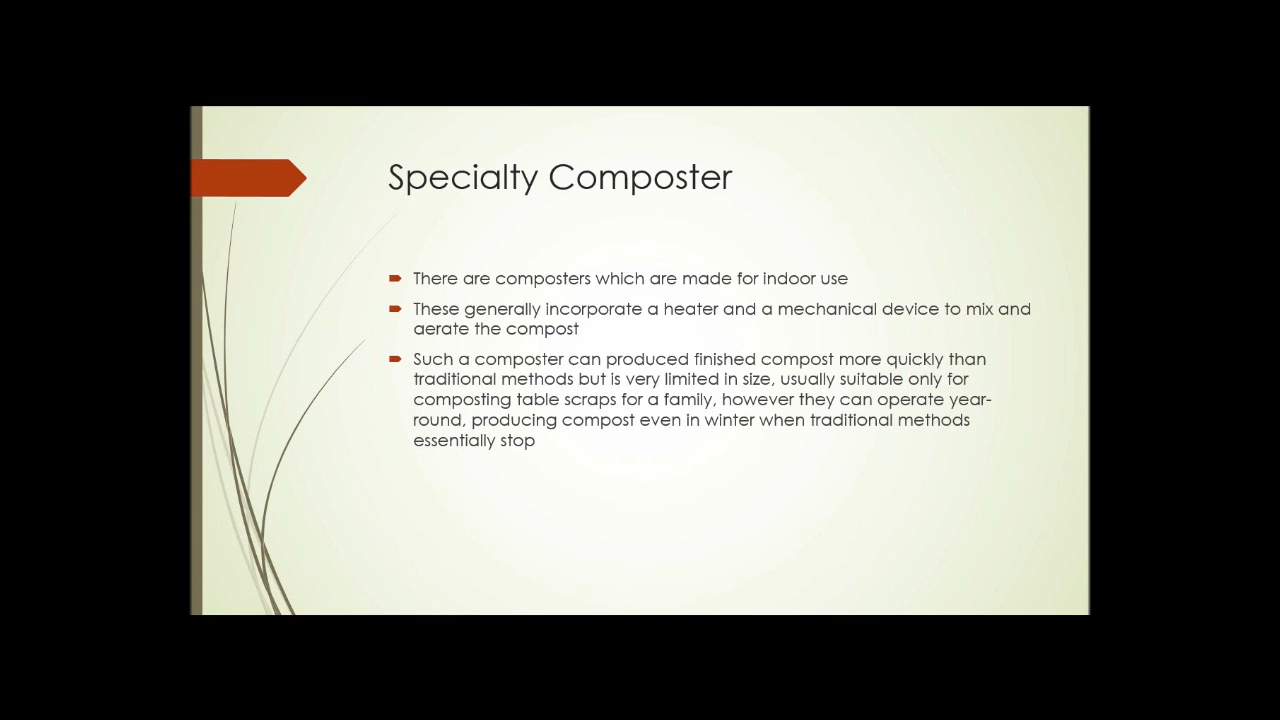 Specialty Composter
There are composters which are made for indoor use
These generally incorporate a heater and a mechanical device to mix and
aerate the compost
Such a composter can produced finished compost more quickly than
traditional methods but is very limited in size, usually suitable only for
composting table scraps for a family, however they can operate year-
round, producing compost even in winter when traditional methods
essentially stop